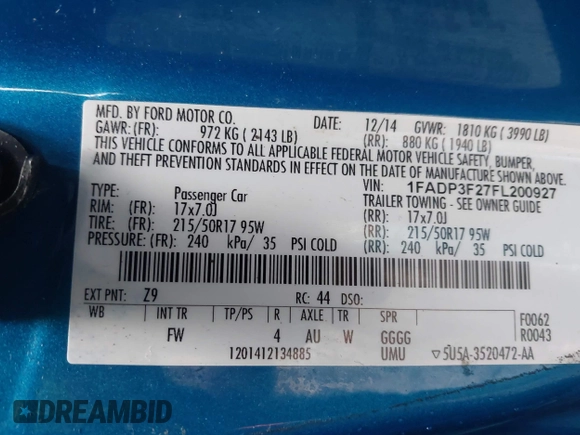 MFD. BY FORD MOTOR CO. DATE: 12/14 GVWR: 1810 KG ( 3990 LB)
GAWR: (FR): 972 KG ( 2143 LB) (RR): 880 KG ( 1940 LB)
THIS VEHICLE CONFORMS TO ALL APPLICABLE FEDERAL MOTOR VEHICLE SAFETY, BUMPER,
AND THEFT PREVENTION STANDARDS IN EFFECT ON THE DATE OF MANUFACTURE SHOWN ABOVE.
VIN: 1FADP3F27FL200927
TYPE: Passenger Car TRAILER TOWING - SEE OWNER GUIDE
RIM: (FR): 17x7.0J (RR): 17x7.0J
TIRE: (FR): 215/50R17 95W (RR): 215/50R17 95W
PRESSURE: (FR): 240 kPa/ 35 PSI COLD (RR): 240 kPa/ 35 PSI COLD
EXT PNT: Z9 RC: 44 DSO:
WB INT TR TP/PS R AXLE TR SPR F0062
FW 4 AU W GGGG R0043
1201412134885 UMU ▽5U5A-3520472-AA
DREAMBID